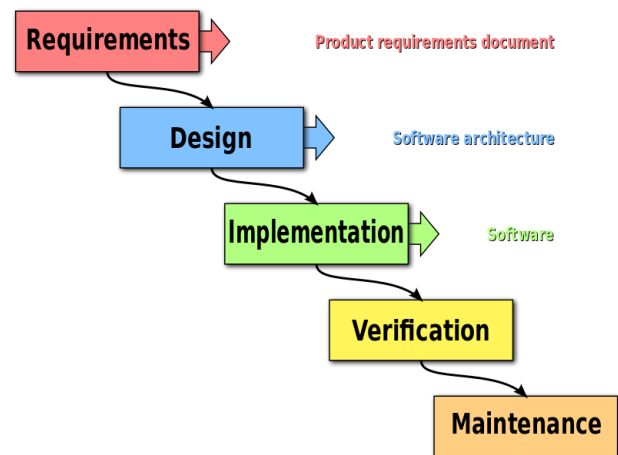 Requirements
Product requirements document
Design
Software architecture
Implementation
Software
Verification
Maintenance